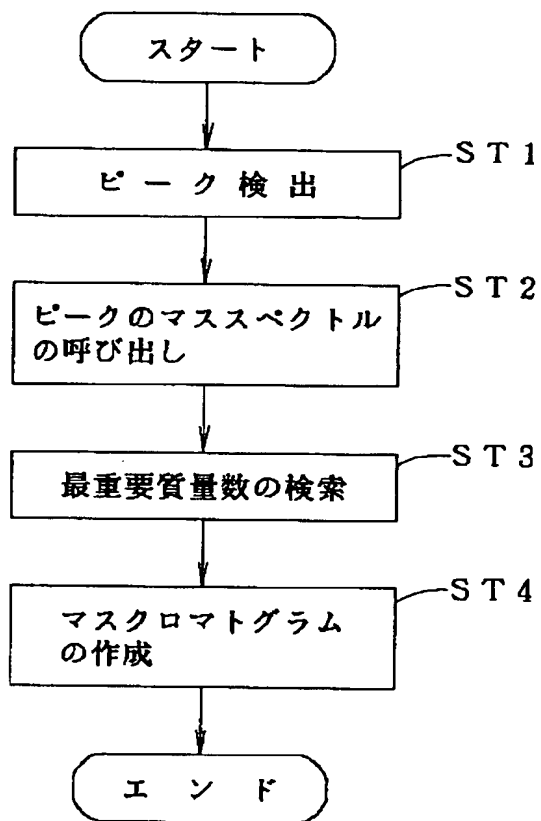 スタート
ピーク検出
ST1
ピークのマススペクトル
の呼び出し
ST2
最重要質量数の検索
ST3
マスクロマトグラム
の作成
ST4
エンド